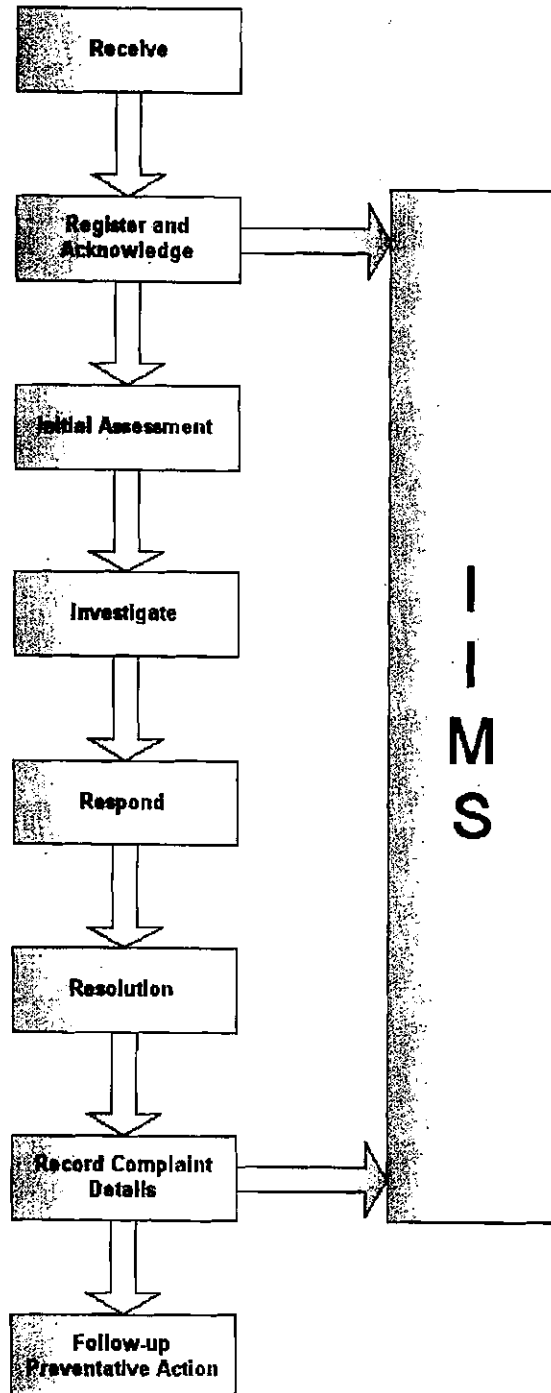 Receive
Register and
Acknowledge
Initial Assessment
Investigate
Respond
Resolution
Record Complaint
Details
Follow-up
Preventative Action
I
I
M
S